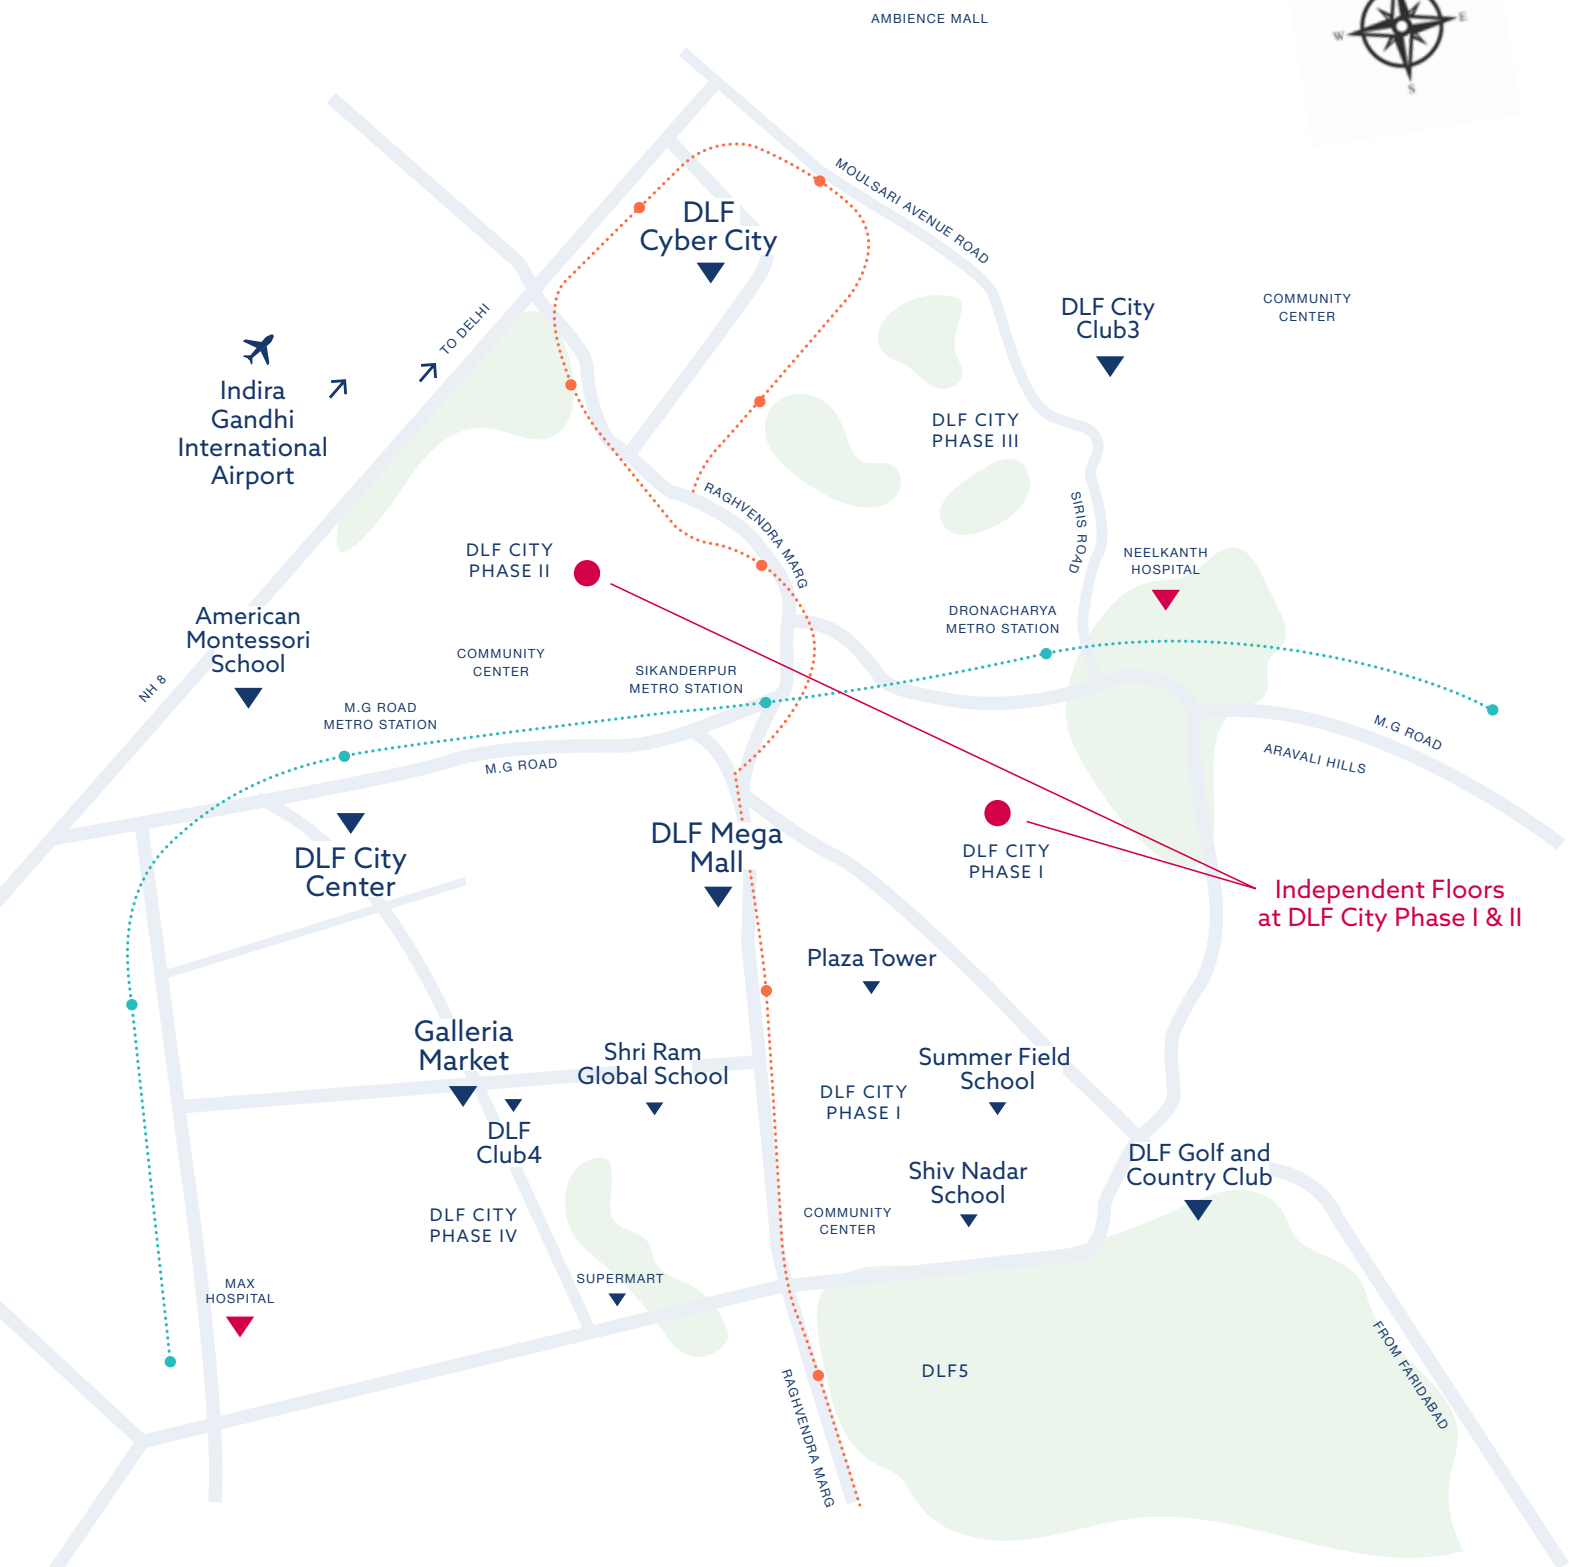 AMBIENCE MALL
E
W
S
MOULSARI AVENUE ROAD
DLF
Cyber City
DLF City
Club3
COMMUNITY
CENTER
TO DELHI
Indira
Gandhi
International
Airport
DLF CITY
PHASE III
RAGHVENDRA MARG
SIRIS ROAD
DLF CITY
PHASE II
NEELKANTH
HOSPITAL
American
Montessori
School
DRONACHARYA
METRO STATION
COMMUNITY
CENTER
SIKANDERPUR
METRO STATION
NH 8
M.G ROAD
METRO STATION
M.G ROAD
M.G ROAD
ARAVALI HILLS
DLF City
Center
DLF Mega
Mall
DLF CITY
PHASE I
Independent Floors
at DLF City Phase I & II
Plaza Tower
Galleria
Market
Shri Ram
Global School
Summer Field
School
DLF CITY
PHASE I
DLF
Club4
DLF Golf and
Country Club
Shiv Nadar
School
DLF CITY
PHASE IV
COMMUNITY
CENTER
MAX
HOSPITAL
SUPERMART
DLF5
FROM FARIDABAD
RAGHVENDRA MARG